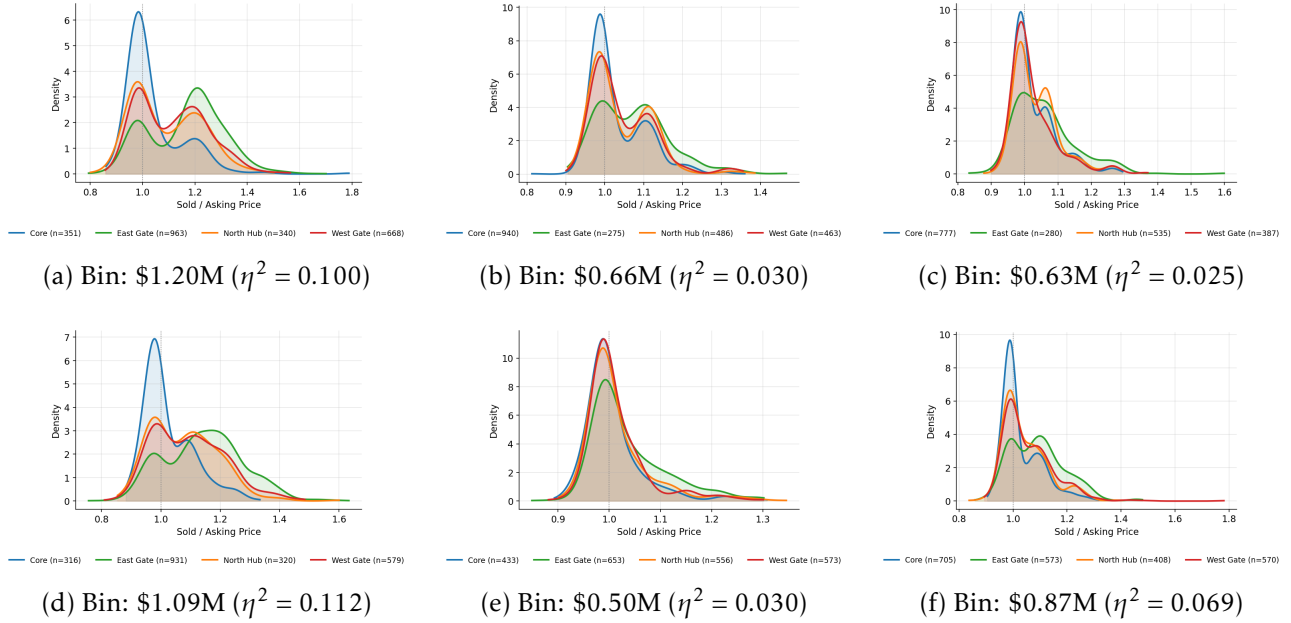 6
5
4
3
2
1
0
Density
0.8 1.0 1.2 1.4 1.6 1.8
Sold / Asking Price
Core (n=351) East Gate (n=963) North Hub (n=340) West Gate (n=668)
(a) Bin: $1.20M (η² = 0.100)
10
8
6
4
2
0
Density
0.8 0.9 1.0 1.1 1.2 1.3 1.4
Sold / Asking Price
Core (n=940) East Gate (n=275) North Hub (n=486) West Gate (n=463)
(b) Bin: $0.66M (η² = 0.030)
10
8
6
4
2
0
Density
0.8 0.9 1.0 1.1 1.2 1.3 1.4 1.5 1.6
Sold / Asking Price
Core (n=777) East Gate (n=280) North Hub (n=535) West Gate (n=387)
(c) Bin: $0.63M (η² = 0.025)
7
6
5
4
3
2
1
0
Density
0.8 1.0 1.2 1.4 1.6
Sold / Asking Price
Core (n=316) East Gate (n=931) North Hub (n=320) West Gate (n=579)
(d) Bin: $1.09M (η² = 0.112)
10
8
6
4
2
0
Density
0.9 1.0 1.1 1.2 1.3
Sold / Asking Price
Core (n=433) East Gate (n=653) North Hub (n=556) West Gate (n=573)
(e) Bin: $0.50M (η² = 0.030)
10
8
6
4
2
0
Density
0.8 1.0 1.2 1.4 1.6 1.8
Sold / Asking Price
Core (n=705) East Gate (n=573) North Hub (n=408) West Gate (n=570)
(f) Bin: $0.87M (η² = 0.069)